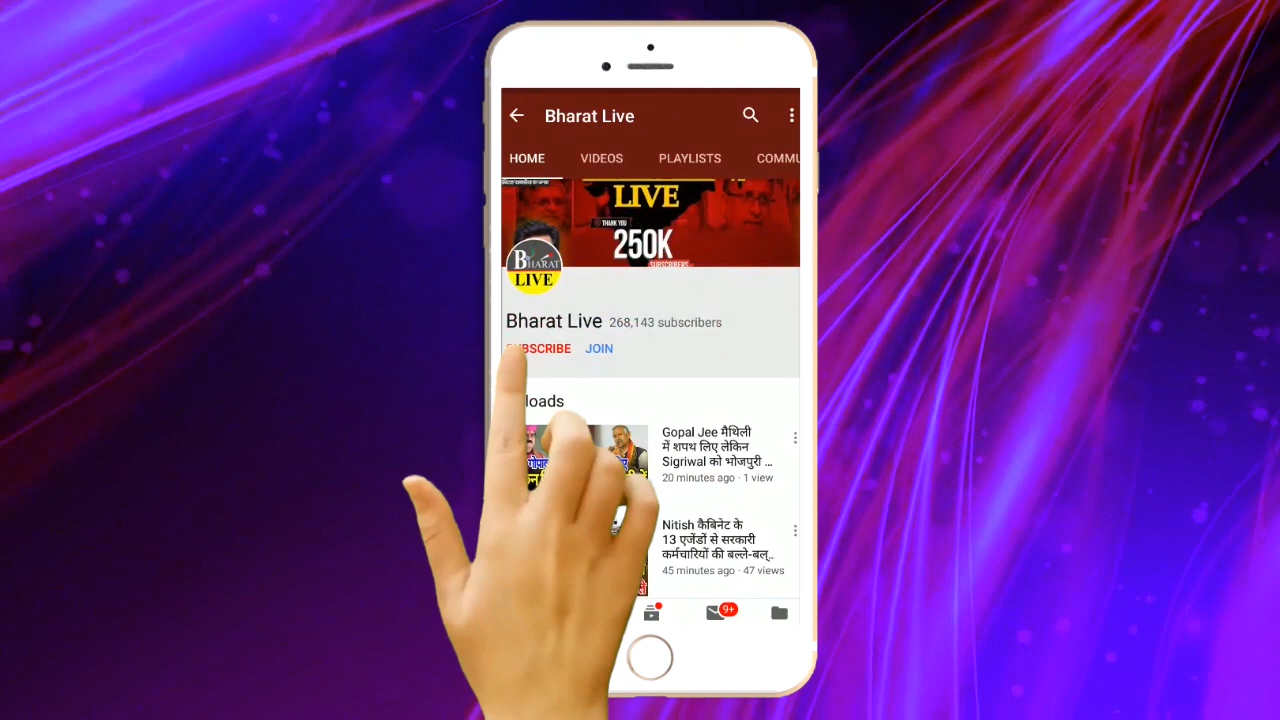 Bharat Live
HOME VIDEOS PLAYLISTS COMMU
LIVE
THANK YOU
250K
SUBSCRIBERS
BHARAT
LIVE
Bharat Live 268,143 subscribers
SUBSCRIBE JOIN
loads
Gopal Jee मैथिली
में शपथ लिए लेकिन
Sigriwal को भोजपुरी ...
20 minutes ago · 1 view
Nitish कैबिनेट के
13 एजेंडों से सरकारी
कर्मचारियों की बल्ले-बल्..
45 minutes ago · 47 views
9+